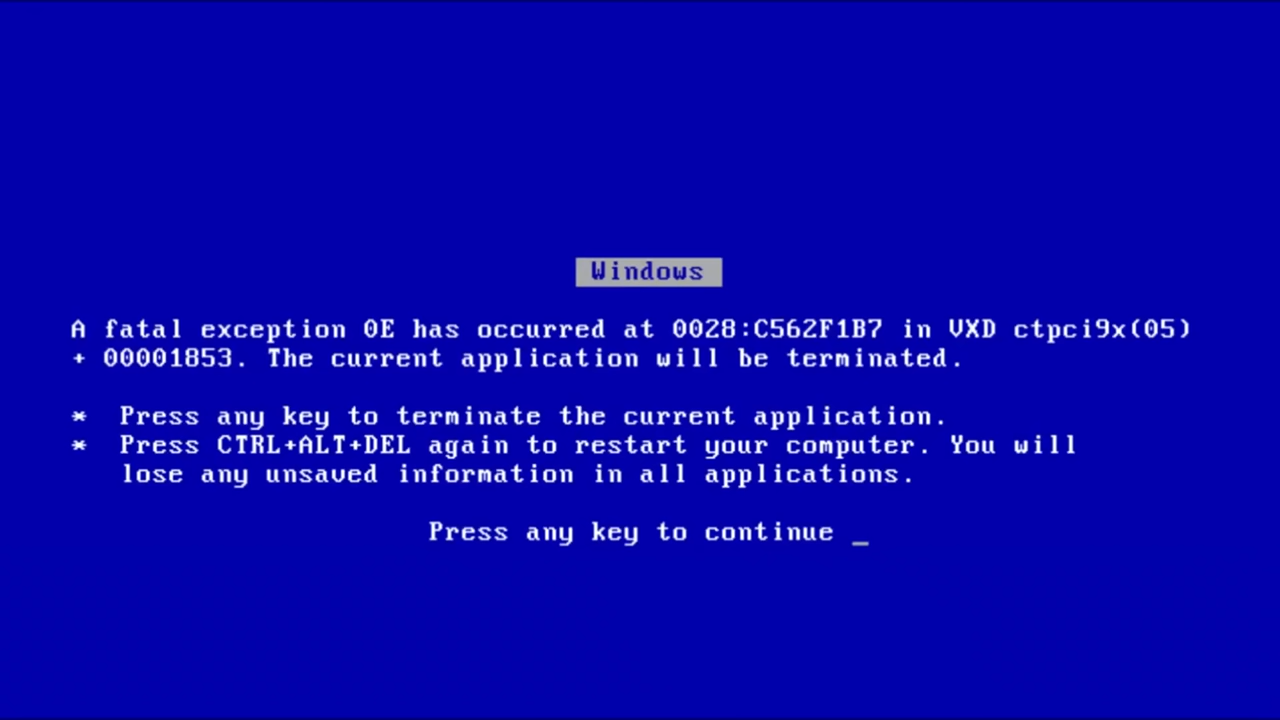 Windows
A fatal exception 0E has occurred at 0028:C562F1B7 in VXD ctpci9x(05)
+ 00001853. The current application will be terminated.
* Press any key to terminate the current application.
* Press CTRL+ALT+DEL again to restart your computer. You will
lose any unsaved information in all applications.
Press any key to continue _